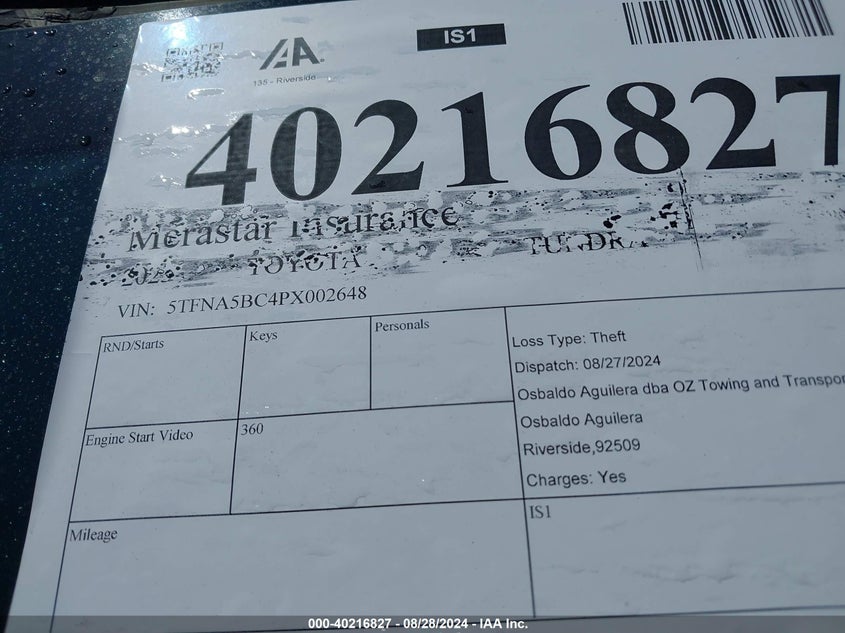 IS1
IAA
135 - Riverside
40216827
Merastar Insurance
TOYOTA TUNDRA
VIN: 5TFNA5BC4PX002648
RND/Starts
Keys
Personals
Loss Type: Theft
Dispatch: 08/27/2024
Osbaldo Aguilera dba OZ Towing and Transpor
Osbaldo Aguilera
Riverside,92509
Charges: Yes
Engine Start Video
360
Mileage
IS1
000-40216827 - 08/28/2024 - IAA Inc.